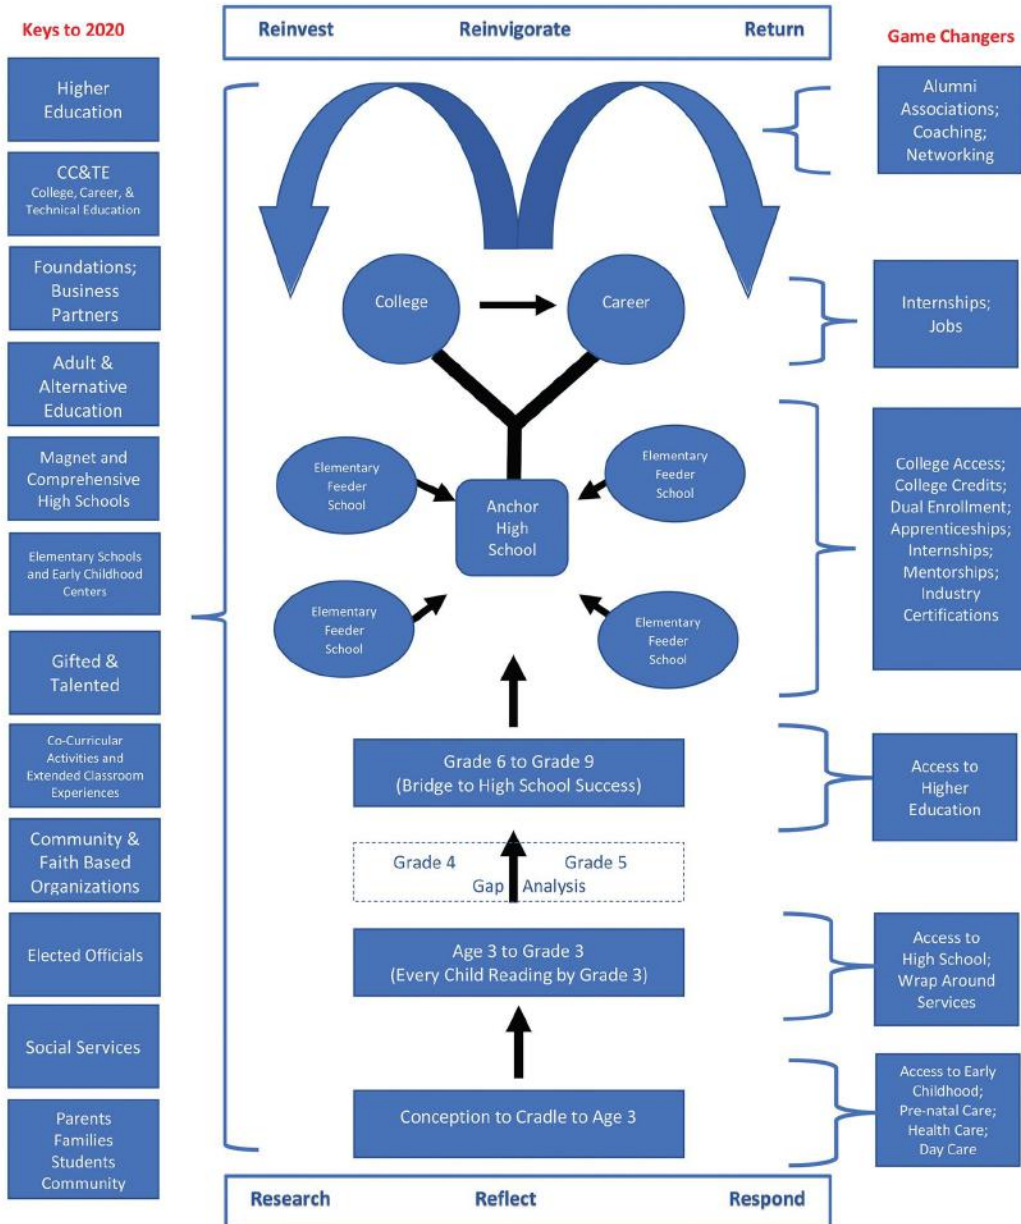 Keys to 2020
Higher
Education
CC&TE
College, Career, &
Technical Education
Foundations;
Business
Partners
Adult &
Alternative
Education
Magnet and
Comprehensive
High Schools
Elementary Schools
and Early Childhood
Centers
Gifted &
Talented
Co-Curricular
Activities and
Extended Classroom
Experiences
Community &
Faith Based
Organizations
Elected Officials
Social Services
Parents
Families
Students
Community
Reinvest Reinvigorate Return
College
Career
Elementary
Feeder
School
Elementary
Feeder
School
Anchor
High
School
Elementary
Feeder
School
Elementary
Feeder
School
Grade 6 to Grade 9
(Bridge to High School Success)
Grade 4 Grade 5
Gap Analysis
Age 3 to Grade 3
(Every Child Reading by Grade 3)
Conception to Cradle to Age 3
Research Reflect Respond
Game Changers
Alumni
Associations;
Coaching;
Networking
Internships;
Jobs
College Access;
College Credits;
Dual Enrollment;
Apprenticeships;
Internships;
Mentorships;
Industry
Certifications
Access to
Higher
Education
Access to
High School;
Wrap Around
Services
Access to Early
Childhood;
Pre-natal Care;
Health Care;
Day Care